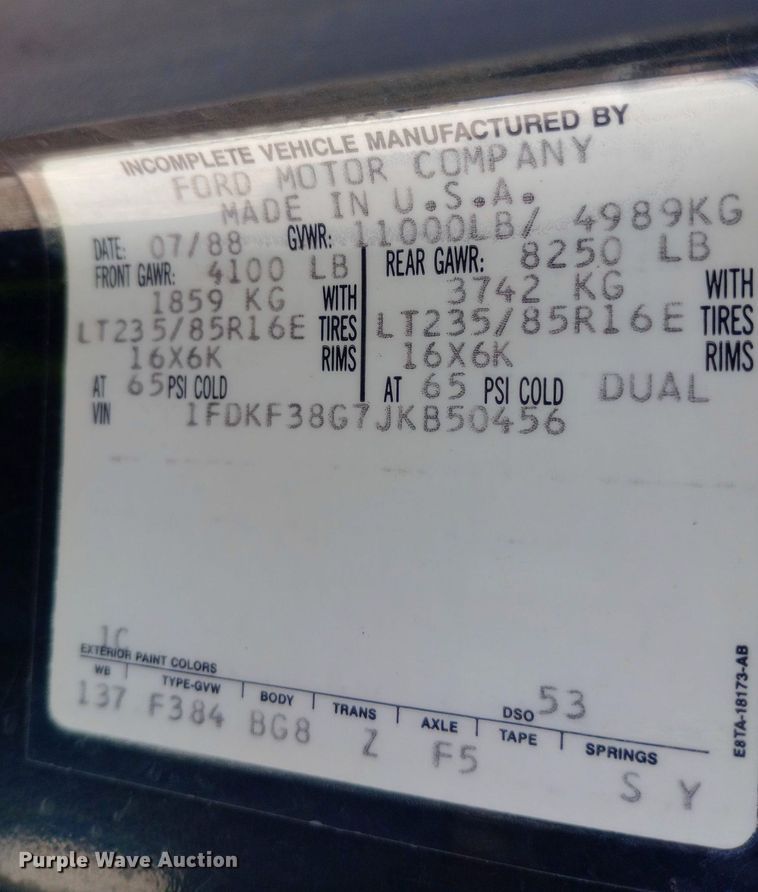 INCOMPLETE VEHICLE MANUFACTURED BY
FORD MOTOR COMPANY
MADE IN U.S.A.
DATE: 07/88 GVWR: 11000LB/ 4989KG
FRONT GAWR: 4100 LB REAR GAWR: 8250 LB
1859 KG WITH 3742 KG WITH
LT235/85R16E TIRES LT235/85R16E TIRES
16X6K RIMS 16X6K RIMS
AT 65 PSI COLD AT 65 PSI COLD DUAL
VIN 1FDKF38G7JKB50456
1C
EXTERIOR PAINT COLORS DSO 53
WB TYPE-GVW BODY TRANS AXLE TAPE SPRINGS
137 F384 BG8 Z F5 S Y
E8TA-18173-AB
Purple Wave Auction